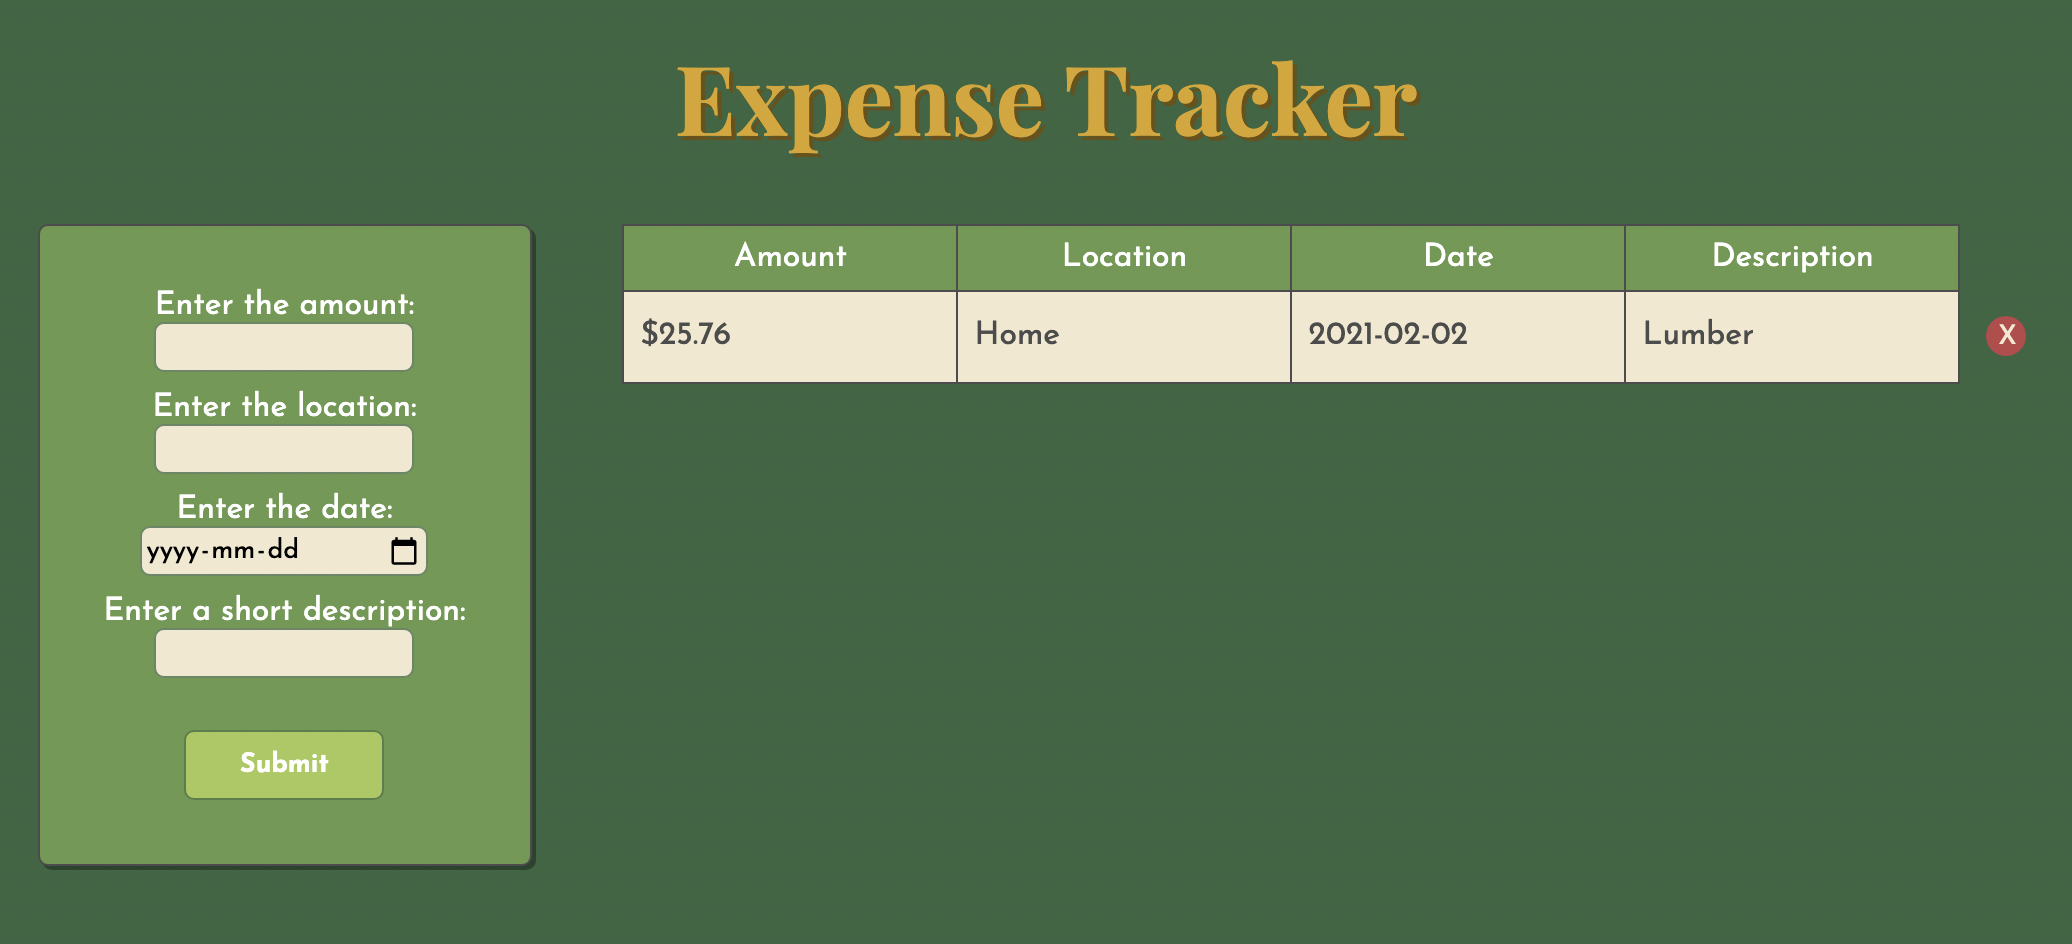 Expense Tracker
Enter the amount:
Enter the location:
Enter the date:
yyyy-mm-dd
Enter a short description:
Submit
Amount Location Date Description
$25.76 Home 2021-02-02 Lumber X